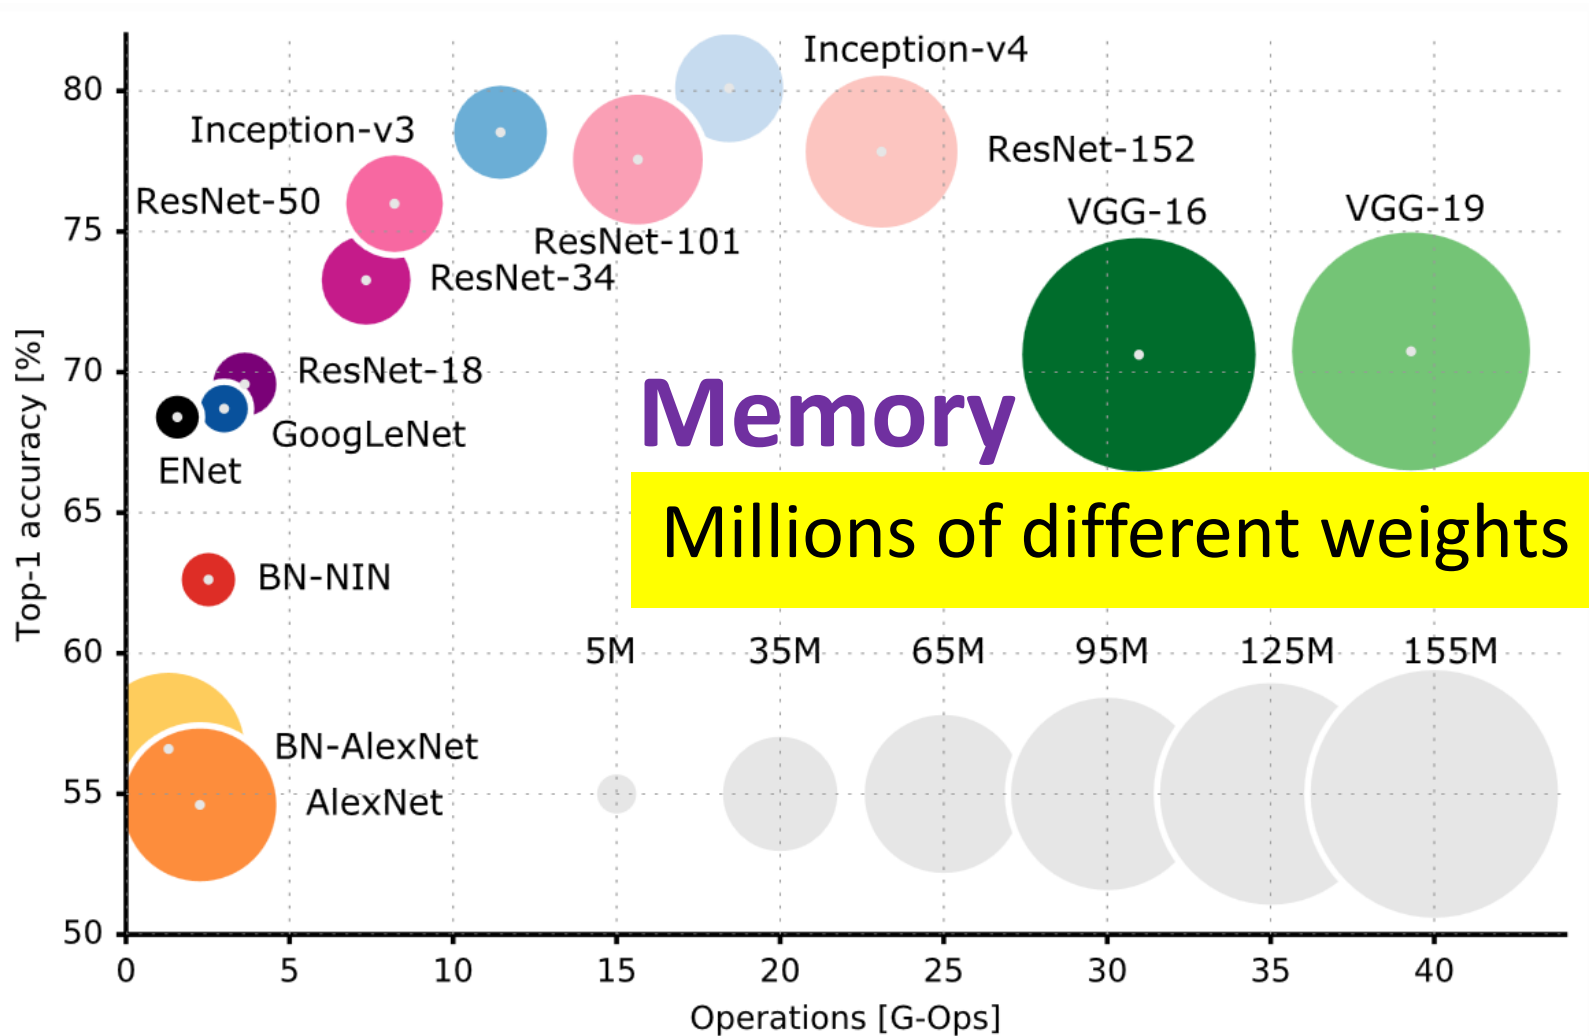 80
75
70
65
60
55
50
Top-1 accuracy [%]
Inception-v4
Inception-v3
ResNet-152
ResNet-50
VGG-16
VGG-19
ResNet-101
ResNet-34
ResNet-18
Memory
GoogLeNet
ENet
Millions of different weights
BN-NIN
5M 35M 65M 95M 125M 155M
BN-AlexNet
AlexNet
0 5 10 15 20 25 30 35 40
Operations [G-Ops]